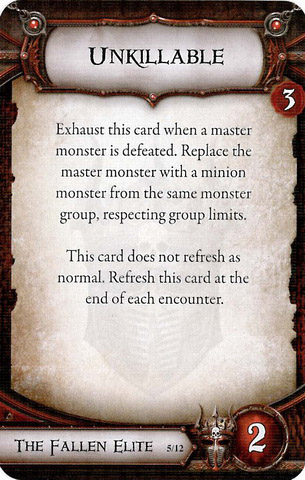 UNKILLABLE
3
Exhaust this card when a master
monster is defeated. Replace the
master monster with a minion
monster from the same monster
group, respecting group limits.
This card does not refresh as
normal. Refresh this card at the
end of each encounter.
THE FALLEN ELITE 5/12
2